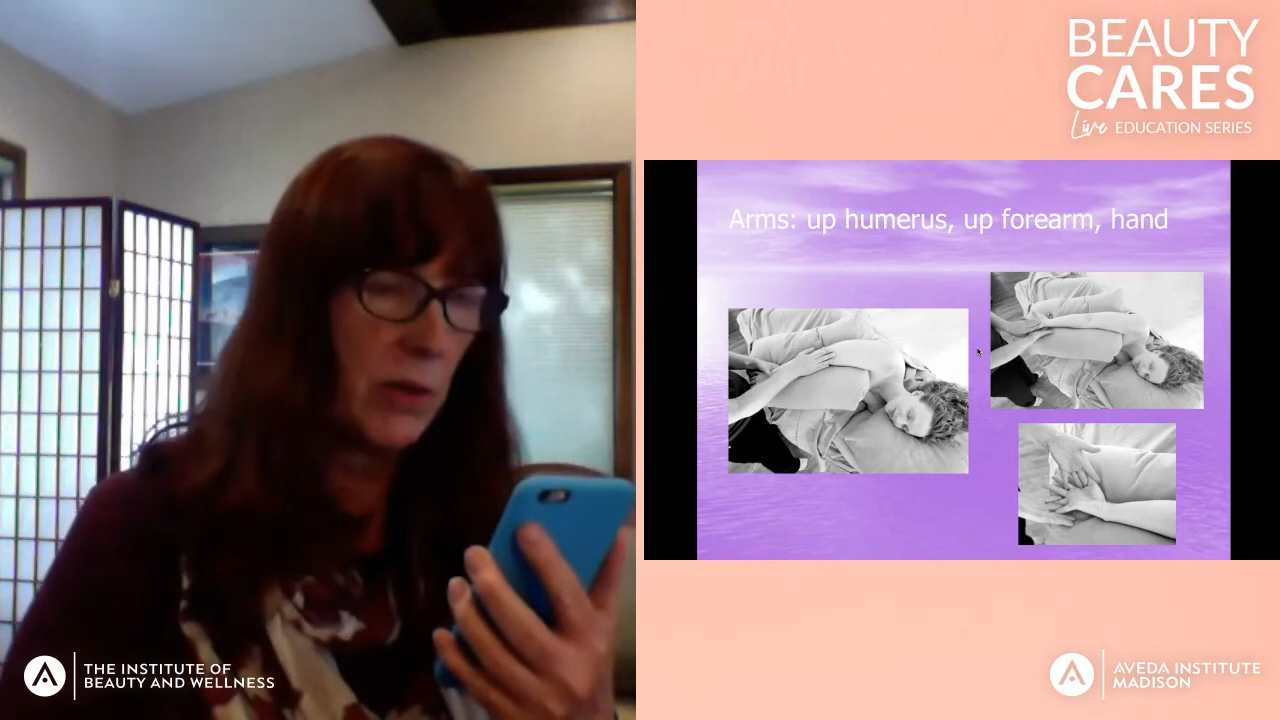 BEAUTY
CARES
Live EDUCATION SERIES
Arms: up humerus, up forearm, hand
THE INSTITUTE OF
BEAUTY AND WELLNESS
AVEDA INSTITUTE
MADISON